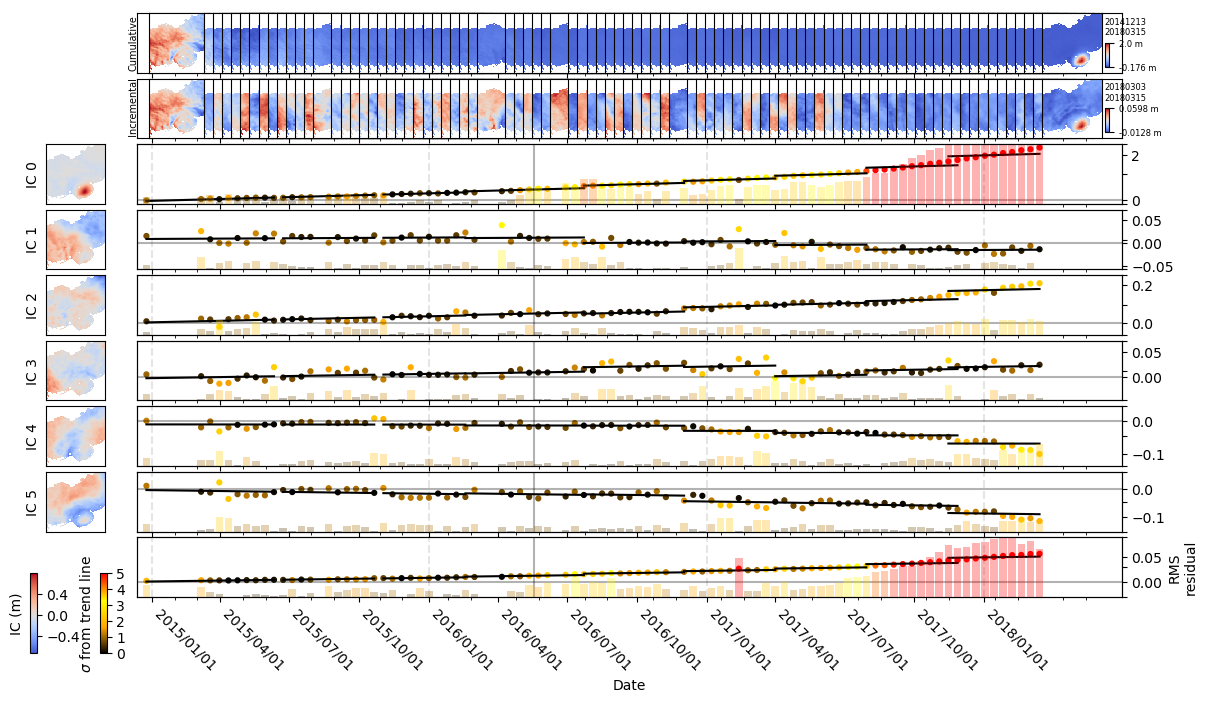 Cumulative
20141213
20180315
2.0 m
-0.176 m
Incremental
20180303
20180315
0.0598 m
-0.0128 m
IC 0
2
0
IC 1
0.05
0.00
−0.05
IC 2
0.2
0.0
IC 3
0.05
0.00
IC 4
0.0
−0.1
IC 5
0.0
−0.1
0.05
0.00
RMS
residual
IC (m)
0.4
0.0
−0.4
σ from trend line
5
4
3
2
1
0
2015/01/01
2015/04/01
2015/07/01
2015/10/01
2016/01/01
2016/04/01
2016/07/01
2016/10/01
2017/01/01
2017/04/01
2017/07/01
2017/10/01
2018/01/01
Date